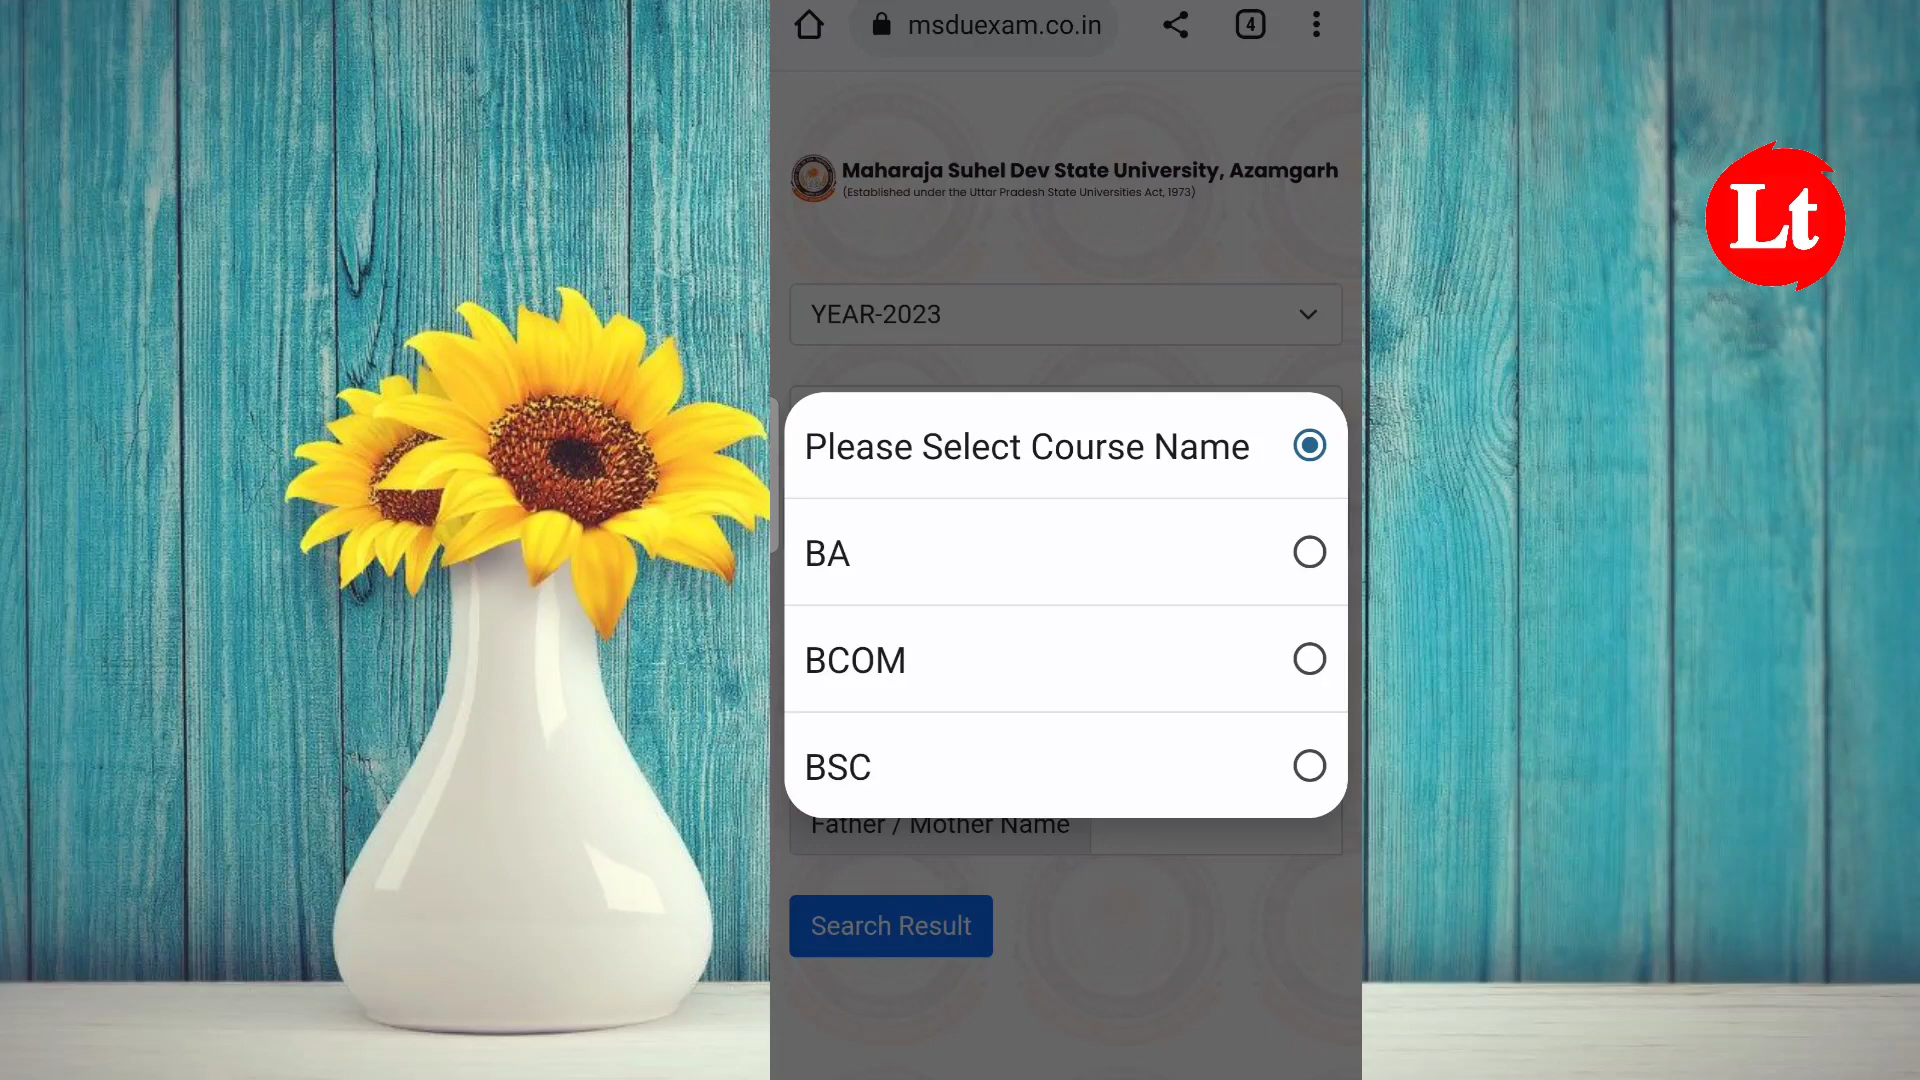 msduexam.co.in
4
Maharaja Suhel Dev State University, Azamgarh
(Established under the Uttar Pradesh State Universities Act, 1973)
Lt
YEAR-2023
Please Select Course Name
BA
BCOM
BSC
Father / Mother Name
Search Result